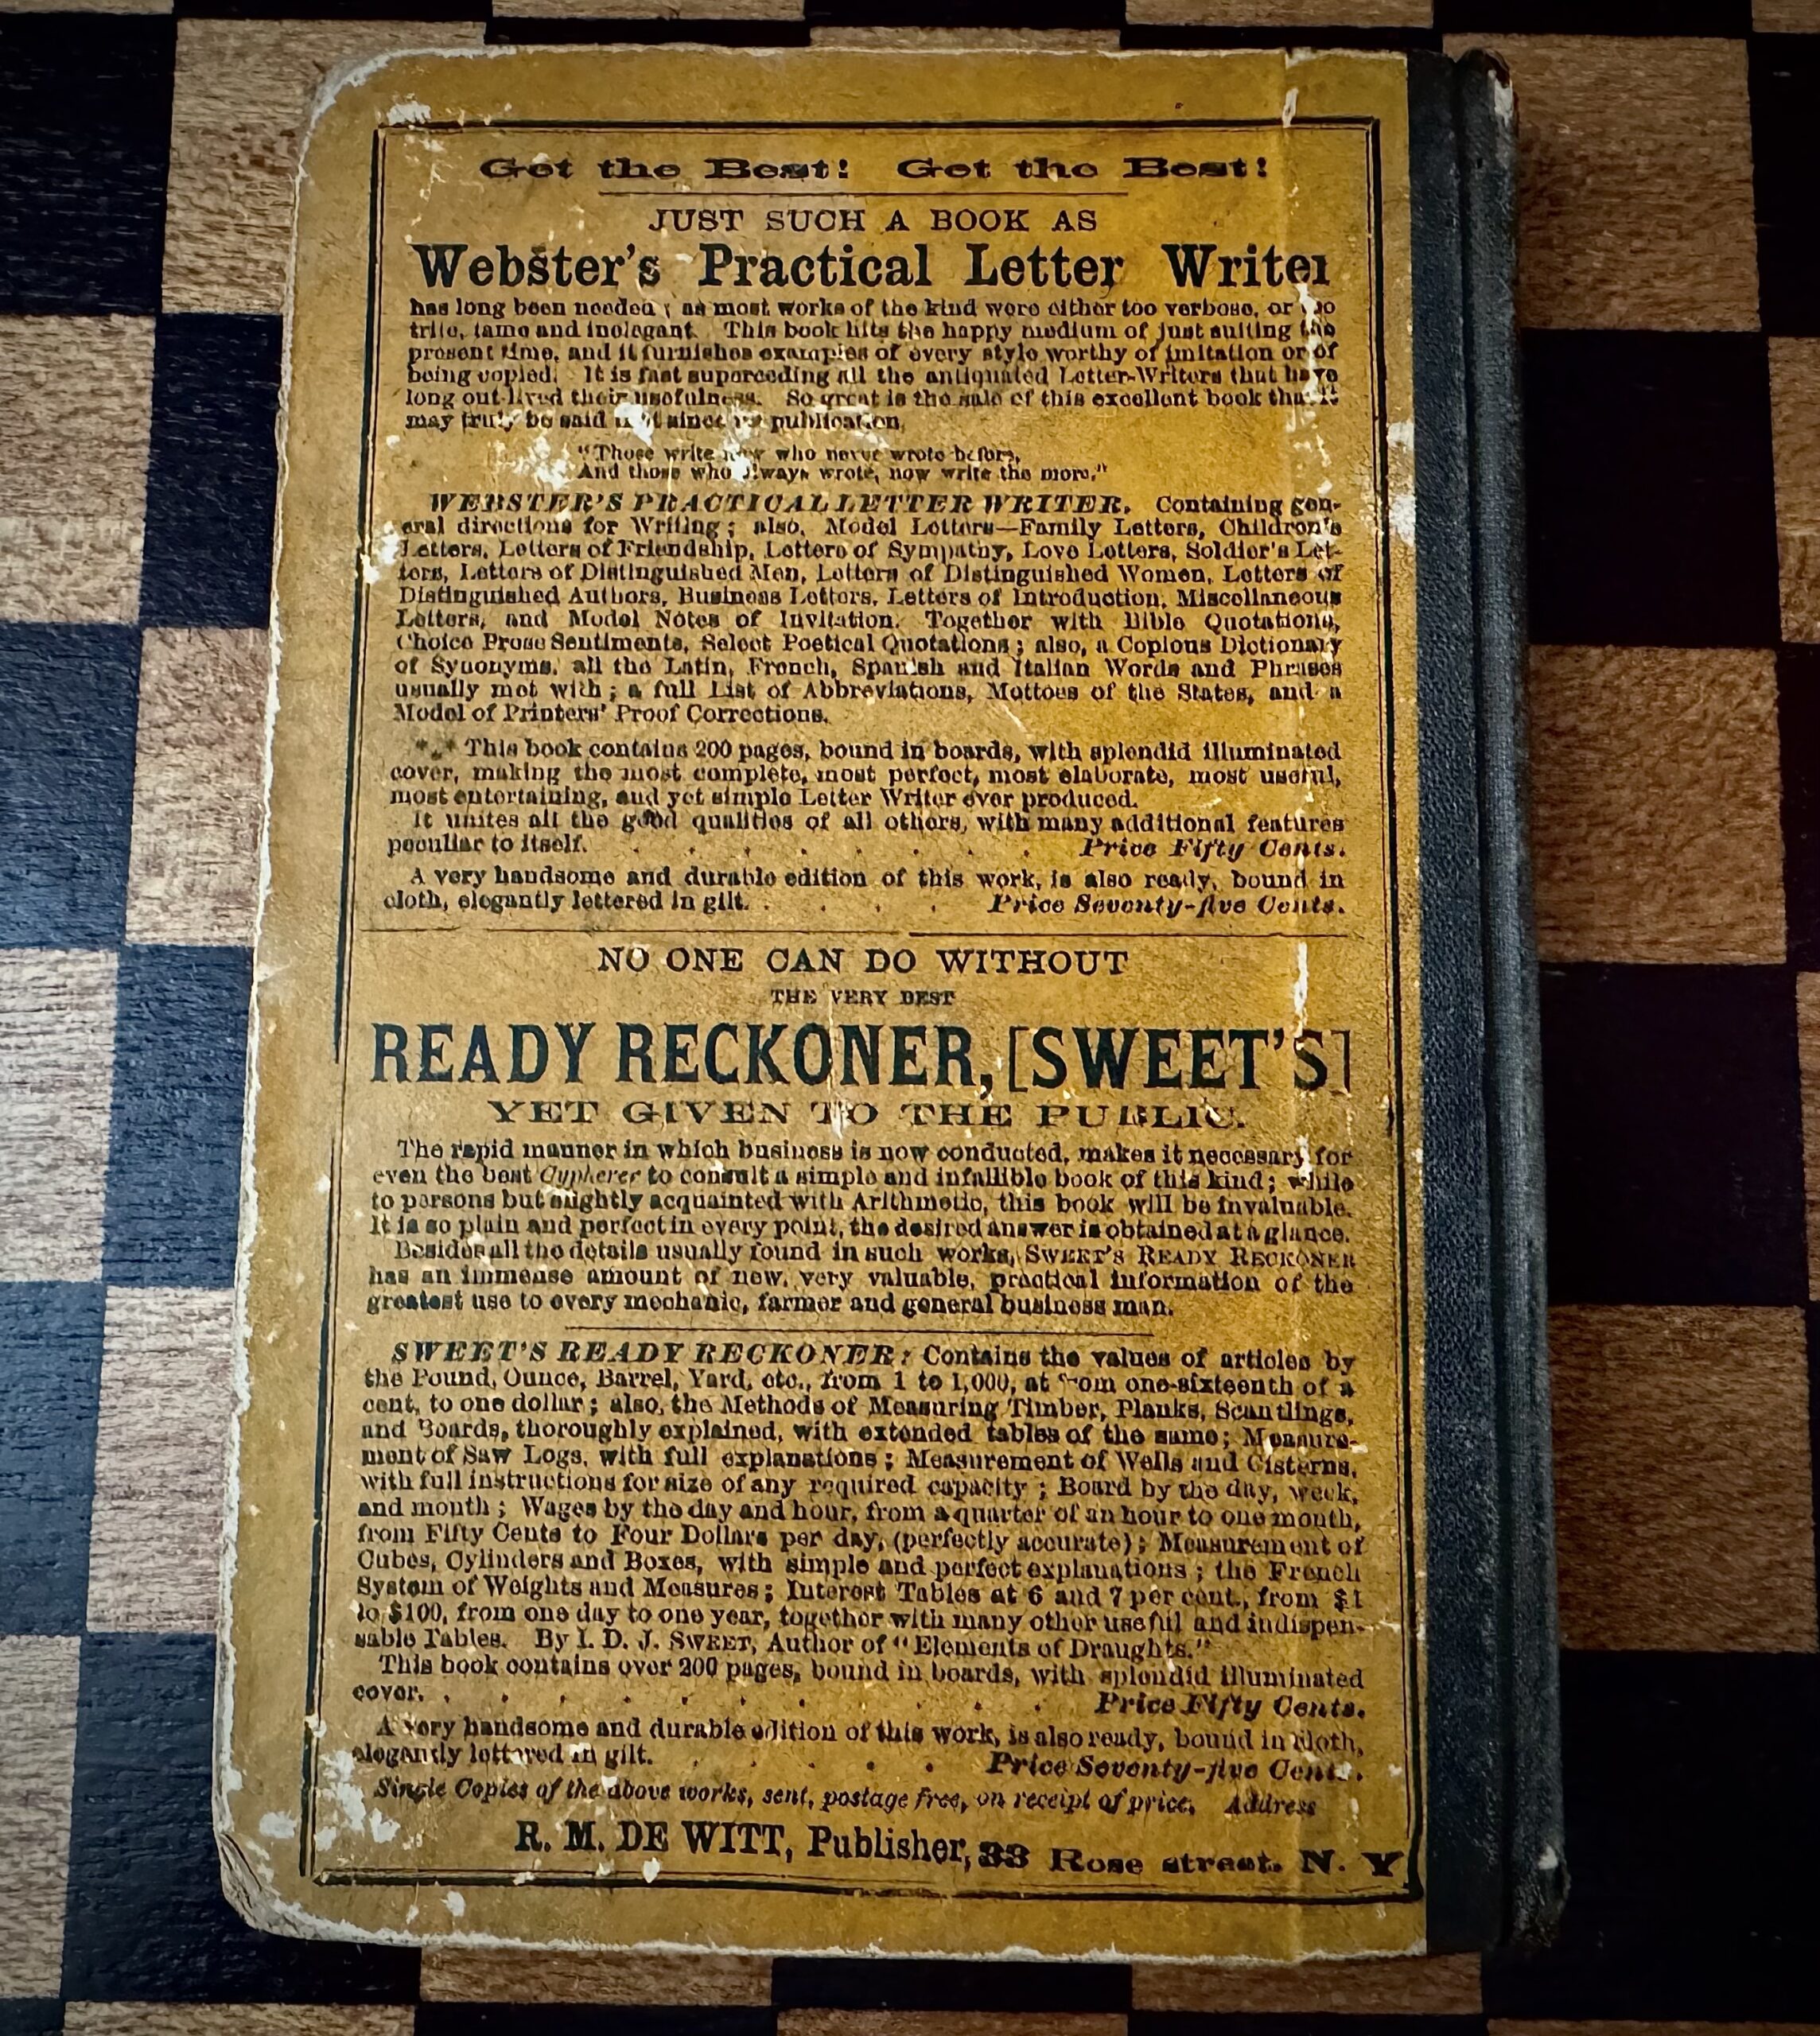 Get the Best! Get the Best!
JUST SUCH A BOOK AS
Webster's Practical Letter Writer
has long been needed; as most works of the kind were either too verbose, or too
trite, tame and inelegant. This book hits the happy medium of just suiting the
present time, and it furnishes examples of every style worthy of imitation or of
being copied. It is fast superceding all the antiquated Letter-Writers that have
long out-lived their usefulness. So great is the sale of this excellent book that it
may truly be said that since its publication,
"Those write now who never wrote before,
And those who always wrote, now write the more."
WEBSTER'S PRACTICAL LETTER WRITER. Containing gen-
eral directions for Writing; also, Model Letters—Family Letters, Children's
Letters, Letters of Friendship, Letters of Sympathy, Love Letters, Soldier's Let-
ters, Letters of Distinguished Men, Letters of Distinguished Women, Letters of
Distinguished Authors, Business Letters, Letters of Introduction, Miscellaneous
Letters, and Model Notes of Invitation. Together with Bible Quotations,
Choice Prose Sentiments, Select Poetical Quotations; also, a Copious Dictionary
of Synonyms, all the Latin, French, Spanish and Italian Words and Phrases
usually met with; a full List of Abbreviations, Mottoes of the States, and a
Model of Printers' Proof Corrections.
*** This book contains 200 pages, bound in boards, with splendid illuminated
cover, making the most complete, most perfect, most elaborate, most useful,
most entertaining, and yet simple Letter Writer ever produced.
It unites all the good qualities of all others, with many additional features
peculiar to itself. . . . . . . . . Price Fifty Cents.
A very handsome and durable edition of this work, is also ready, bound in
cloth, elegantly lettered in gilt. . . . . Price Seventy-five Cents.
NO ONE CAN DO WITHOUT
THE VERY BEST
READY RECKONER, [SWEET'S]
YET GIVEN TO THE PUBLIC.
The rapid manner in which business is now conducted, makes it necessary for
even the best Cypherer to consult a simple and infallible book of this kind; while
to persons but slightly acquainted with Arithmetic, this book will be invaluable.
It is so plain and perfect in every point, the desired answer is obtained at a glance.
Besides all the details usually found in such works, SWEET'S READY RECKONER
has an immense amount of new, very valuable, practical information of the
greatest use to every mechanic, farmer and general business man.
SWEET'S READY RECKONER: Contains the values of articles by
the Pound, Ounce, Barrel, Yard, etc., from 1 to 1,000, at from one-sixteenth of a
cent, to one dollar; also, the Methods of Measuring Timber, Planks, Scantlings,
and Boards, thoroughly explained, with extended tables of the same; Measure-
ment of Saw Logs, with full explanations; Measurement of Wells and Cisterns,
with full instructions for size of any required capacity; Board by the day, week,
and month; Wages by the day and hour, from a quarter of an hour to one month,
from Fifty Cents to Four Dollars per day, (perfectly accurate); Measurement of
Cubes, Cylinders and Boxes, with simple and perfect explanations; the French
System of Weights and Measures; Interest Tables at 6 and 7 per cent., from $1
to $100, from one day to one year, together with many other useful and indispen-
sable Tables. By I. D. J. SWEET, Author of "Elements of Draughts."
This book contains over 200 pages, bound in boards, with splendid illuminated
cover. . . . . . . . . . . . Price Fifty Cents.
A very handsome and durable edition of this work, is also ready, bound in cloth,
elegantly lettered in gilt. . . . . . Price Seventy-five Cents.
Single Copies of the above works, sent, postage free, on receipt of price. Address
R. M. DE WITT, Publisher, 33 Rose street. N. Y